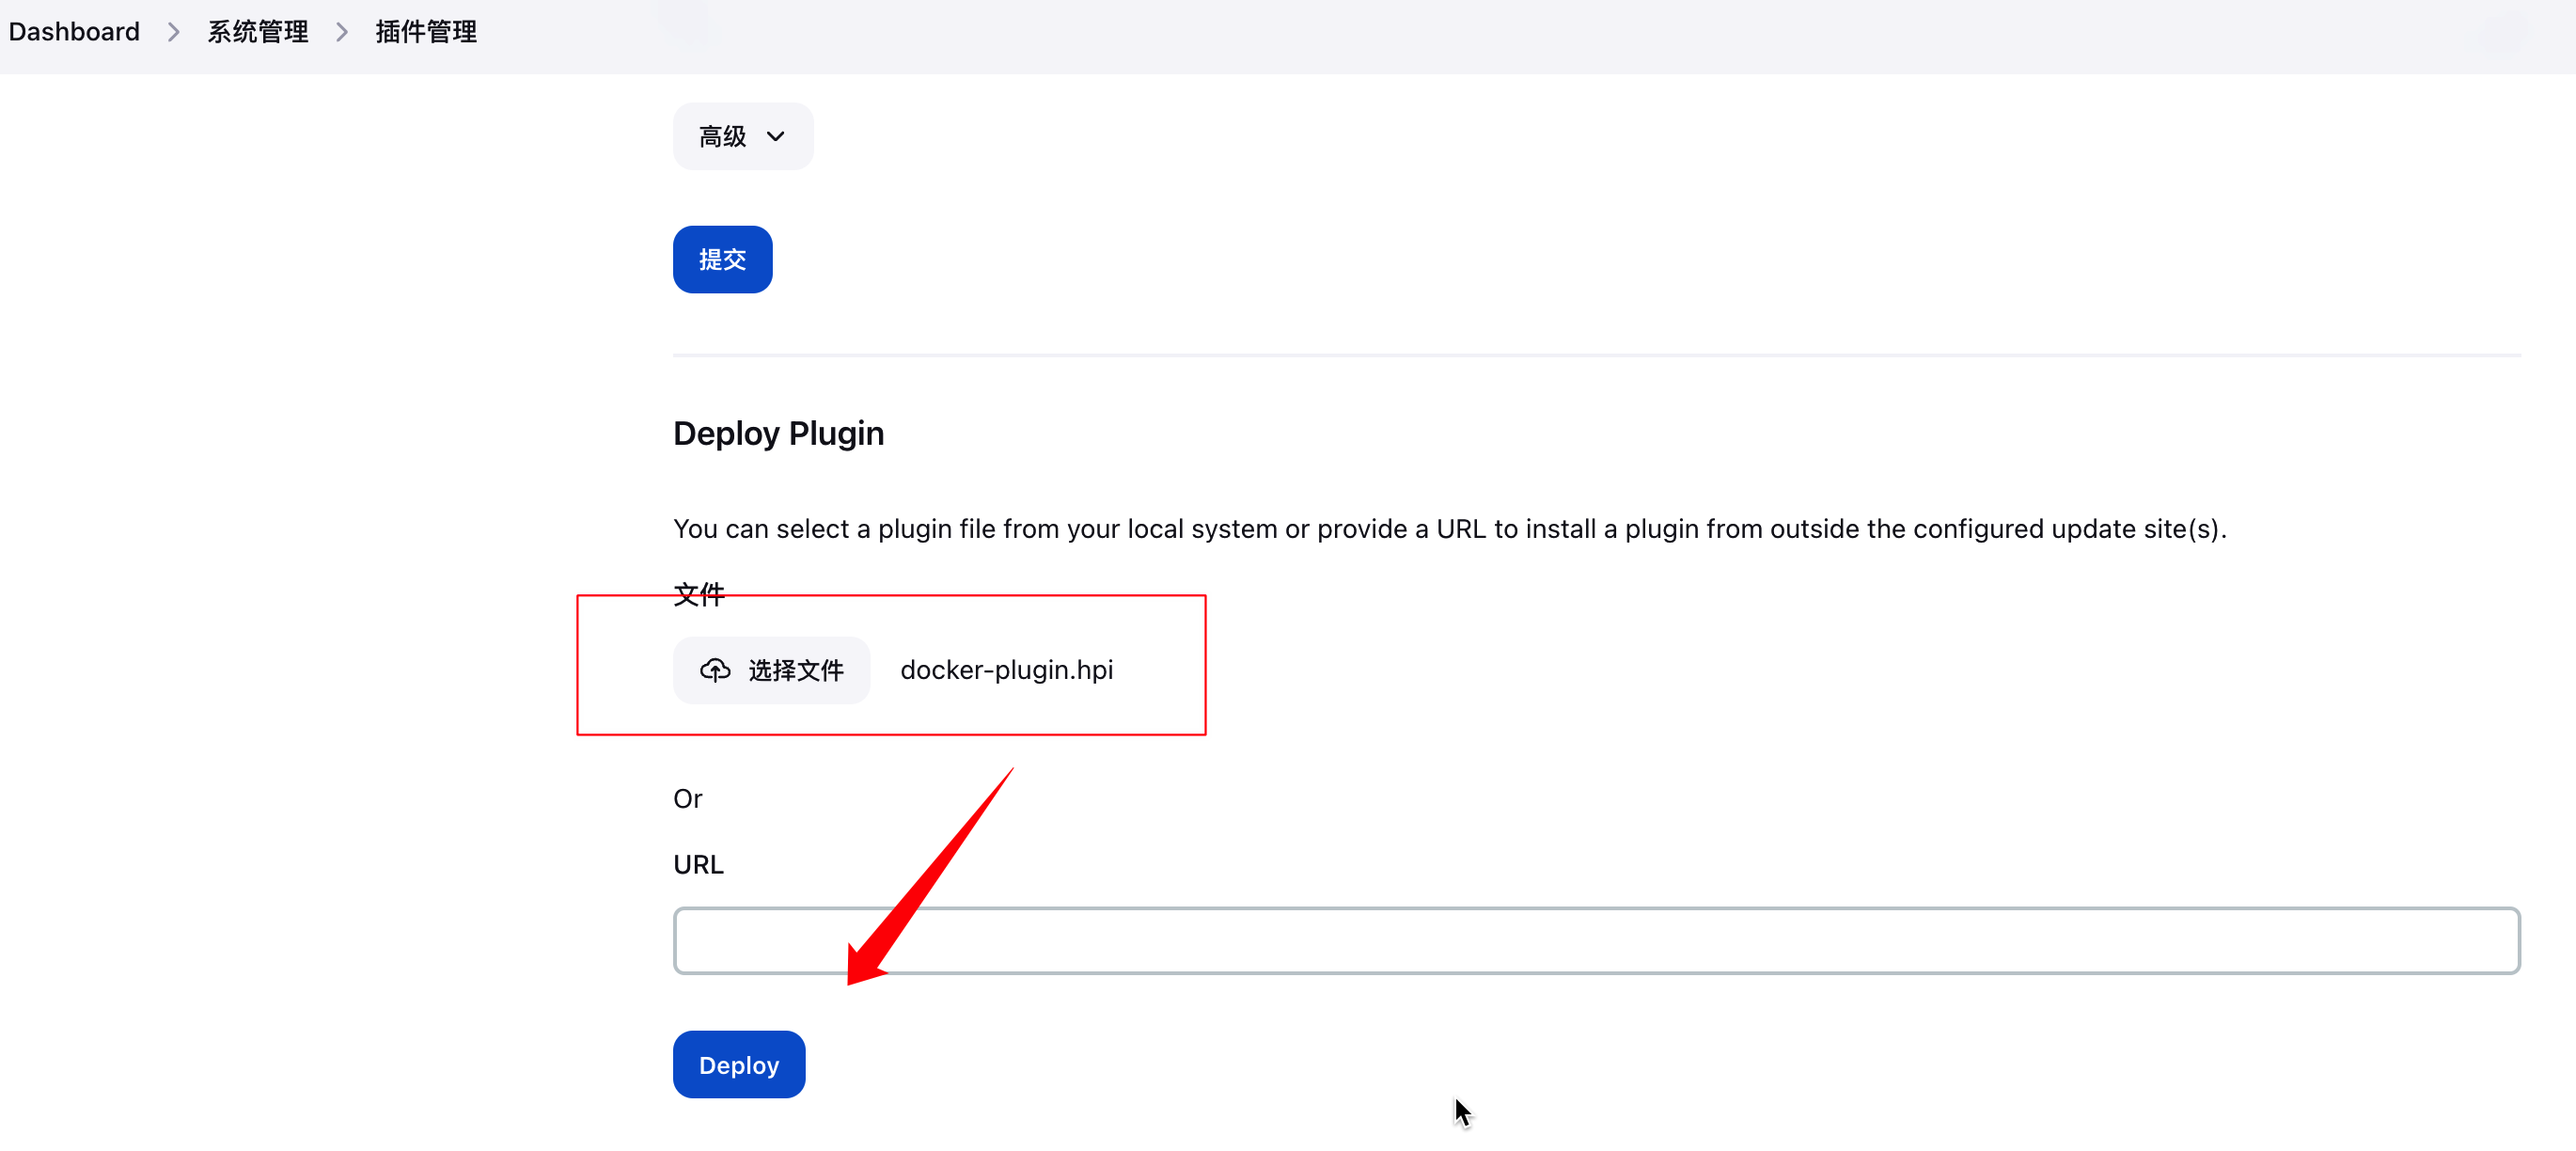 Dashboard > 系统管理 > 插件管理
高级
提交
Deploy Plugin
You can select a plugin file from your local system or provide a URL to install a plugin from outside the configured update site(s).
文件
选择文件 docker-plugin.hpi
Or
URL
Deploy